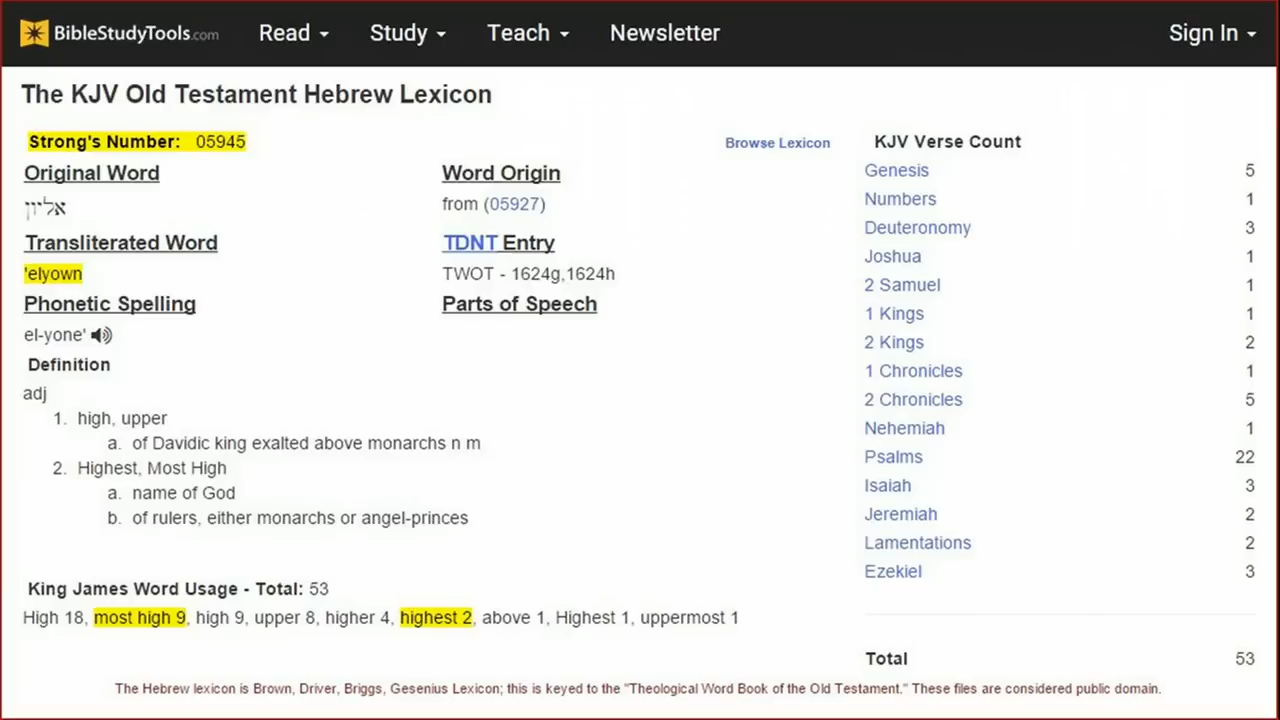 BibleStudyTools.com Read Study Teach Newsletter Sign In
The KJV Old Testament Hebrew Lexicon
Strong's Number: 05945
Browse Lexicon
Original Word
Word Origin
אליון
from (05927)
Transliterated Word
TDNT Entry
'elyown
TWOT - 1624g,1624h
Phonetic Spelling
Parts of Speech
el-yone'
Definition
adj
1. high, upper
a. of Davidic king exalted above monarchs n m
2. Highest, Most High
a. name of God
b. of rulers, either monarchs or angel-princes
King James Word Usage - Total: 53
High 18, most high 9, high 9, upper 8, higher 4, highest 2, above 1, Highest 1, uppermost 1
KJV Verse Count
Genesis 5
Numbers 1
Deuteronomy 3
Joshua 1
2 Samuel 1
1 Kings 1
2 Kings 2
1 Chronicles 1
2 Chronicles 5
Nehemiah 1
Psalms 22
Isaiah 3
Jeremiah 2
Lamentations 2
Ezekiel 3
Total 53
The Hebrew lexicon is Brown, Driver, Briggs, Gesenius Lexicon; this is keyed to the "Theological Word Book of the Old Testament." These files are considered public domain.